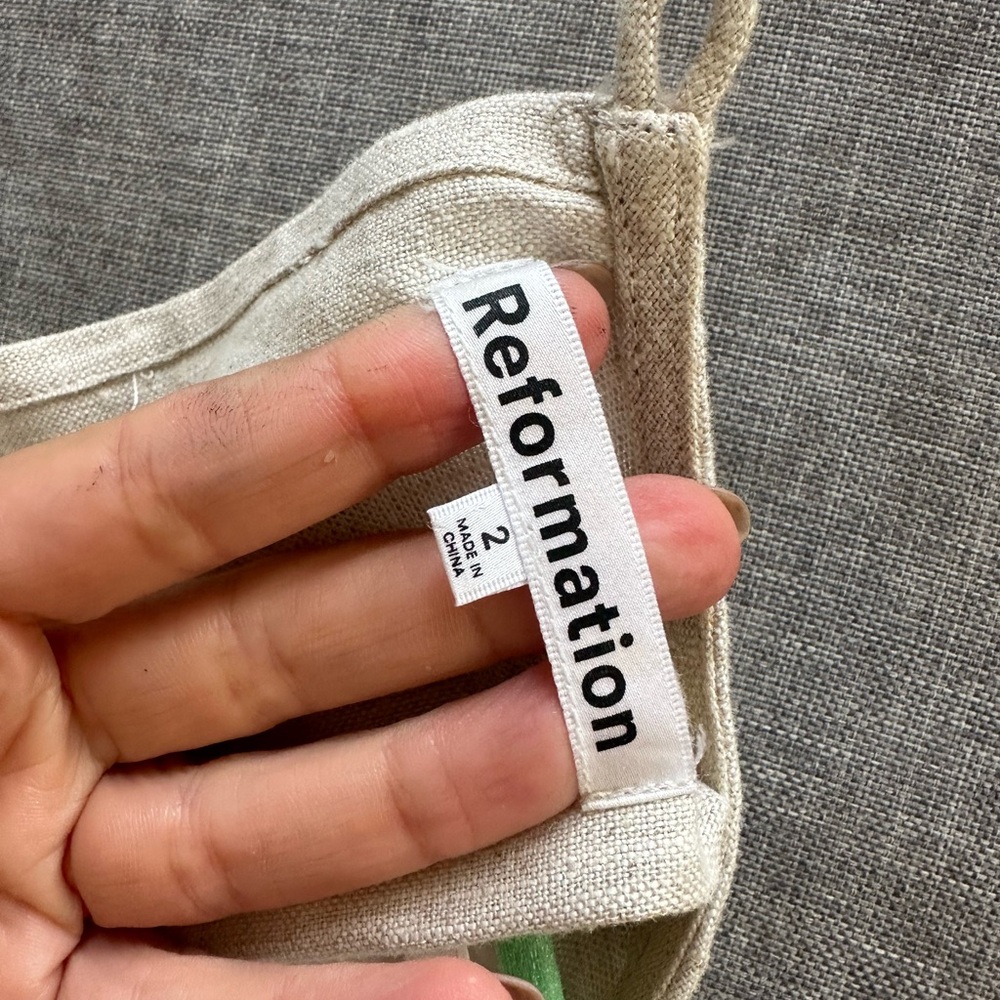 Reformation
2
MADE IN
CHINA